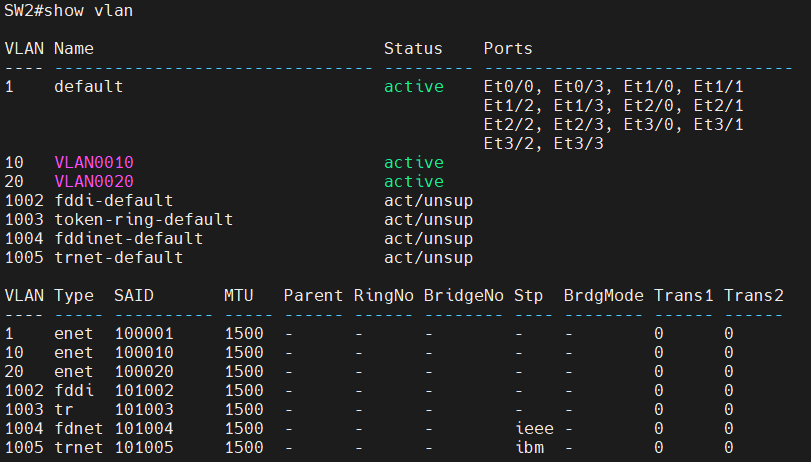 SW2#show vlan

VLAN Name                             Status    Ports
---- -------------------------------- --------- -------------------------------
1    default                          active    Et0/0, Et0/3, Et1/0, Et1/1
                                                Et1/2, Et1/3, Et2/0, Et2/1
                                                Et2/2, Et2/3, Et3/0, Et3/1
                                                Et3/2, Et3/3
10   VLAN0010                         active
20   VLAN0020                         active
1002 fddi-default                     act/unsup
1003 token-ring-default               act/unsup
1004 fddinet-default                  act/unsup
1005 trnet-default                    act/unsup

VLAN Type  SAID       MTU   Parent RingNo BridgeNo Stp  BrdgMode Trans1 Trans2
---- ----- ---------- ----- ------ ------ -------- ---- -------- ------ ------
1    enet  100001     1500  -      -      -        -    -        0      0
10   enet  100010     1500  -      -      -        -    -        0      0
20   enet  100020     1500  -      -      -        -    -        0      0
1002 fddi  101002     1500  -      -      -        -    -        0      0
1003 tr    101003     1500  -      -      -        -    -        0      0
1004 fdnet 101004     1500  -      -      -        ieee -        0      0
1005 trnet 101005     1500  -      -      -        ibm  -        0      0